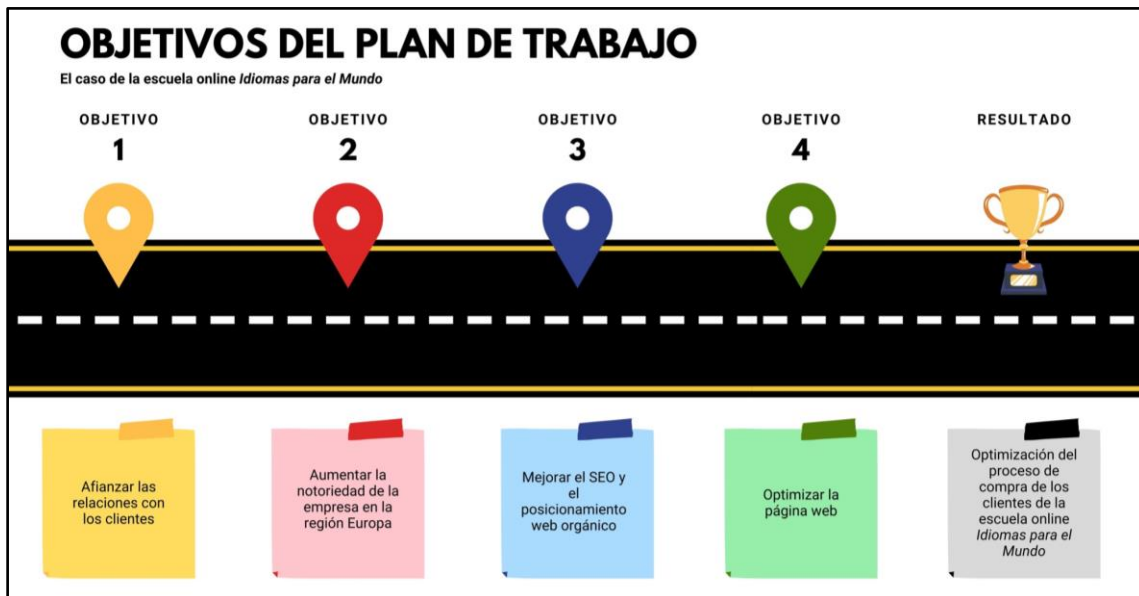 OBJETIVOS DEL PLAN DE TRABAJO
El caso de la escuela online Idiomas para el Mundo
OBJETIVO
1
OBJETIVO
2
OBJETIVO
3
OBJETIVO
4
RESULTADO
Afianzar las
relaciones con
los clientes
Aumentar la
notoriedad de la
empresa en la
región Europa
Mejorar el SEO y
el
posicionamiento
web orgánico
Optimizar la
página web
Optimización del
proceso de
compra de los
clientes de la
escuela online
Idiomas para el
Mundo